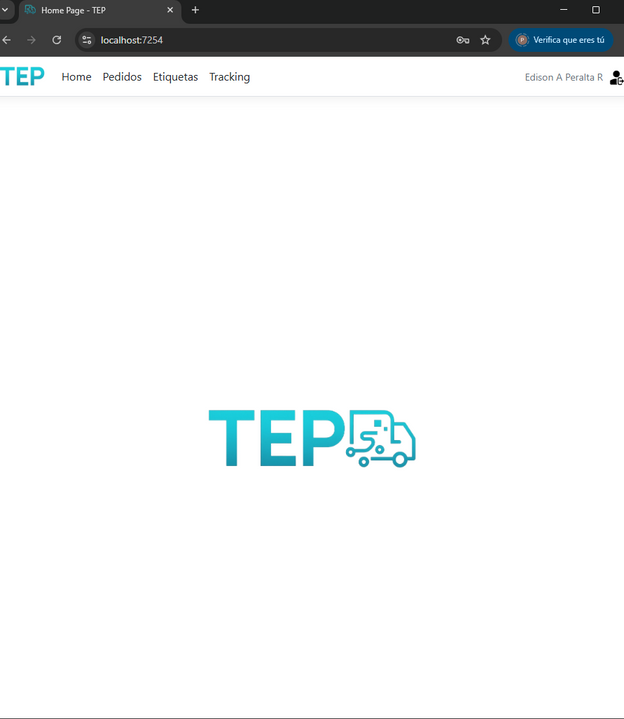 Home Page - TEP
localhost:7254
Verifica que eres tú
TEP Home Pedidos Etiquetas Tracking Edison A Peralta R
TEP